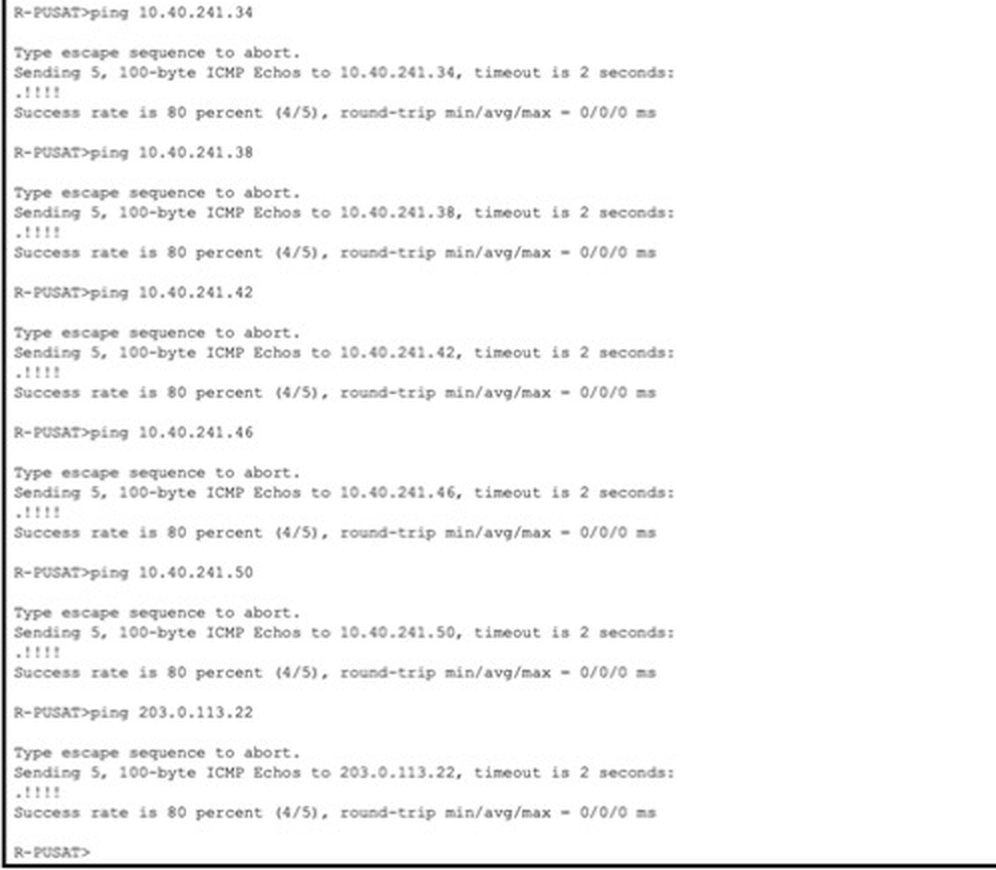 R-PUSAT>ping 10.40.241.34
Type escape sequence to abort.
Sending 5, 100-byte ICMP Echos to 10.40.241.34, timeout is 2 seconds:
.!!!!
Success rate is 80 percent (4/5), round-trip min/avg/max = 0/0/0 ms
R-PUSAT>ping 10.40.241.38
Type escape sequence to abort.
Sending 5, 100-byte ICMP Echos to 10.40.241.38, timeout is 2 seconds:
.!!!!
Success rate is 80 percent (4/5), round-trip min/avg/max = 0/0/0 ms
R-PUSAT>ping 10.40.241.42
Type escape sequence to abort.
Sending 5, 100-byte ICMP Echos to 10.40.241.42, timeout is 2 seconds:
.!!!!
Success rate is 80 percent (4/5), round-trip min/avg/max = 0/0/0 ms
R-PUSAT>ping 10.40.241.46
Type escape sequence to abort.
Sending 5, 100-byte ICMP Echos to 10.40.241.46, timeout is 2 seconds:
.!!!!
Success rate is 80 percent (4/5), round-trip min/avg/max = 0/0/0 ms
R-PUSAT>ping 10.40.241.50
Type escape sequence to abort.
Sending 5, 100-byte ICMP Echos to 10.40.241.50, timeout is 2 seconds:
.!!!!
Success rate is 80 percent (4/5), round-trip min/avg/max = 0/0/0 ms
R-PUSAT>ping 203.0.113.22
Type escape sequence to abort.
Sending 5, 100-byte ICMP Echos to 203.0.113.22, timeout is 2 seconds:
.!!!!
Success rate is 80 percent (4/5), round-trip min/avg/max = 0/0/0 ms
R-PUSAT>